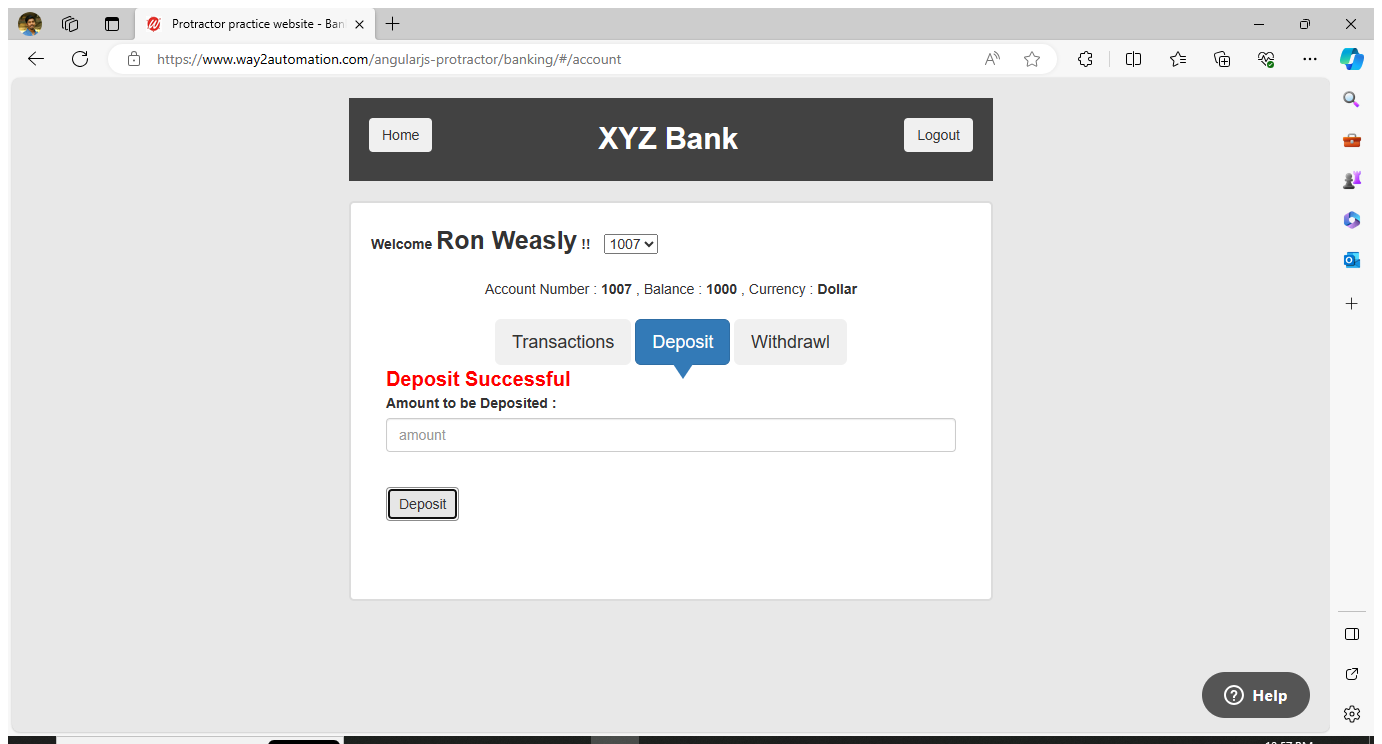 Protractor practice website - Ban
https://www.way2automation.com/angularjs-protractor/banking/#/account
Home
XYZ Bank
Logout
Welcome Ron Weasly !! 1007
Account Number : 1007 , Balance : 1000 , Currency : Dollar
Transactions
Deposit
Withdrawl
Deposit Successful
Amount to be Deposited :
amount
Deposit
Help